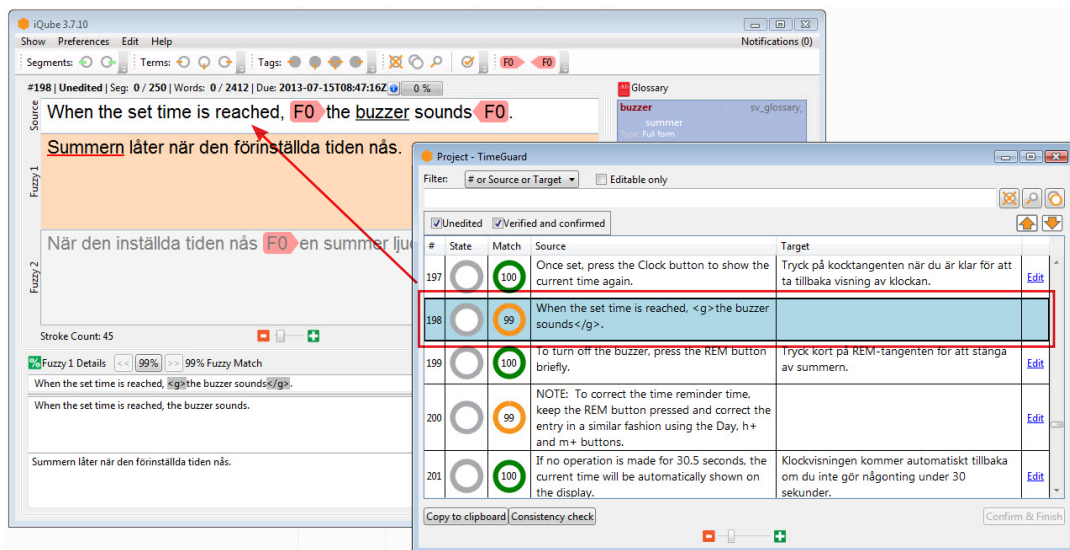 iQube 3.7.10
Show Preferences Edit Help Notifications (0)
Segments: Terms: Tags: F0 F0
#198 | Unedited | Seg: 0 / 250 | Words: 0 / 2412 | Due: 2013-07-15T08:47:16Z 0 %
Source
When the set time is reached, F0 the buzzer sounds F0 .
Fuzzy 1
Summern låter när den förinställda tiden nås.
Fuzzy 2
När den inställda tiden nås F0 en summer
Stroke Count: 45
Fuzzy 1 Details << 99% >> 99% Fuzzy Match
When the set time is reached, <g>the buzzer sounds</g>.
When the set time is reached, the buzzer sounds.
Summern låter när den förinställda tiden nås.
Glossary
buzzer sv_glossary,
summer
Type: Full form
Project - TimeGuard
Filter: # or Source or Target Editable only
Unedited Verified and confirmed
# State Match Source Target
197 100 Once set, press the Clock button to show the
current time again.
Tryck på kocktangenten när du är klar för att
ta tillbaka visning av klockan.
Edit
198 99 When the set time is reached, <g>the buzzer
sounds</g>.
199 100 To turn off the buzzer, press the REM button
briefly.
Tryck kort på REM-tangenten för att stänga
av summern.
Edit
200 99 NOTE: To correct the time reminder time,
keep the REM button pressed and correct the
entry in a similar fashion using the Day, h+
and m+ buttons.
Edit
201 100 If no operation is made for 30.5 seconds, the
current time will be automatically shown on
the display.
Klockvisningen kommer automatiskt tillbaka
om du inte gör någonting under 30
sekunder.
Edit
Copy to clipboard Consistency check Confirm & Finish